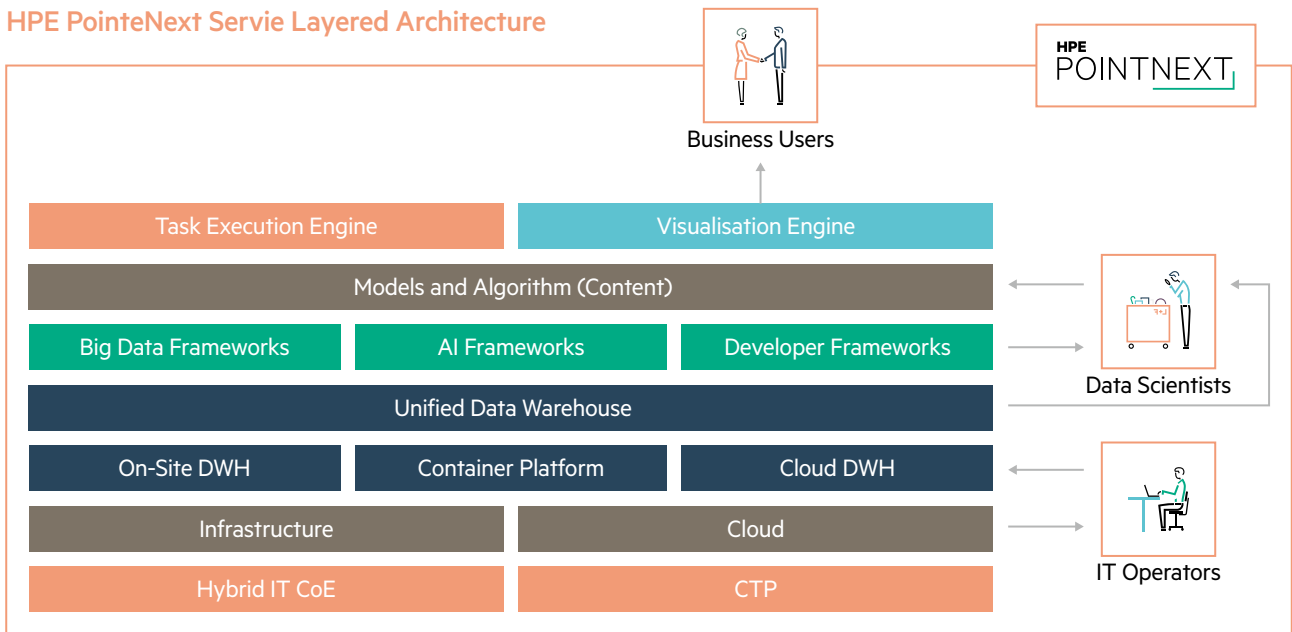 HPE PointeNext Servie Layered Architecture
HPE
POINTNEXT
Business Users
Task Execution Engine
Visualisation Engine
Models and Algorithm (Content)
Big Data Frameworks
AI Frameworks
Developer Frameworks
Data Scientists
Unified Data Warehouse
On-Site DWH
Container Platform
Cloud DWH
Infrastructure
Cloud
IT Operators
Hybrid IT CoE
CTP